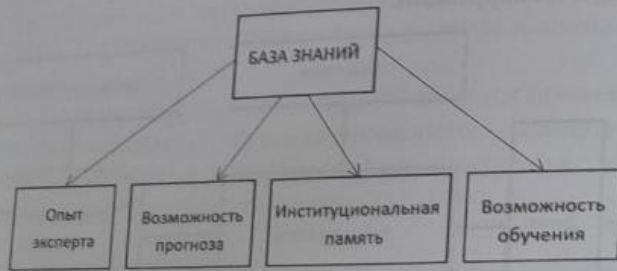 БАЗА ЗНАНИЙ
Опыт
эксперта
Возможность
прогноза
Институциональная
память
Возможность
обучения